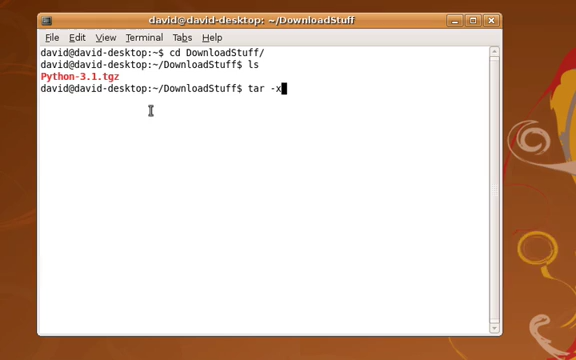 david@david-desktop: ~/DownloadStuff
File Edit View Terminal Tabs Help
david@david-desktop:~$ cd DownloadStuff/
david@david-desktop:~/DownloadStuff$ ls
Python-3.1.tgz
david@david-desktop:~/DownloadStuff$ tar -x